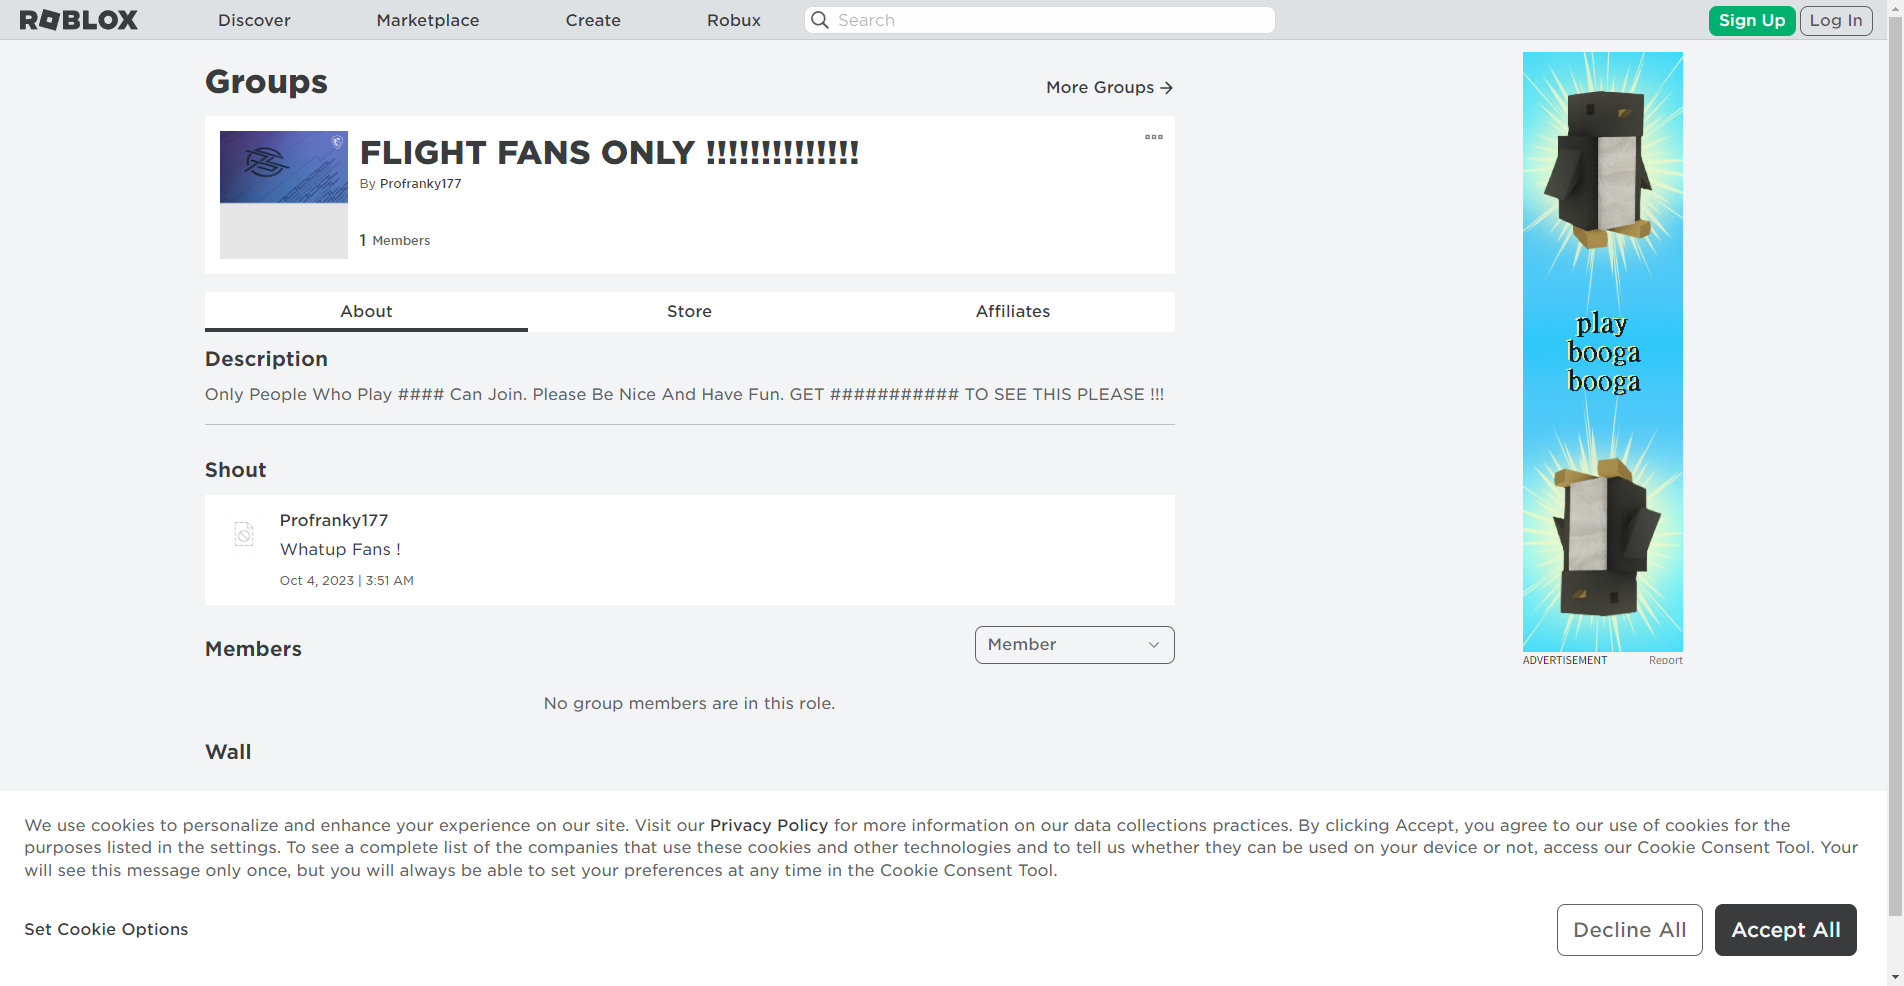 ROBLOX
Discover
Marketplace
Create
Robux
Search
Sign Up
Log In
Groups
More Groups
FLIGHT FANS ONLY !!!!!!!!!!!!!!
By Profranky177
1 Members
About
Store
Affiliates
Description
Only People Who Play #### Can Join. Please Be Nice And Have Fun. GET ########### TO SEE THIS PLEASE !!!
Shout
Profranky177
Whatup Fans !
Oct 4, 2023 | 3:51 AM
Members
Member
No group members are in this role.
Wall
play
booga
booga
ADVERTISEMENT
Report
We use cookies to personalize and enhance your experience on our site. Visit our Privacy Policy for more information on our data collections practices. By clicking Accept, you agree to our use of cookies for the
purposes listed in the settings. To see a complete list of the companies that use these cookies and other technologies and to tell us whether they can be used on your device or not, access our Cookie Consent Tool. Your
will see this message only once, but you will always be able to set your preferences at any time in the Cookie Consent Tool.
Set Cookie Options
Decline All
Accept All